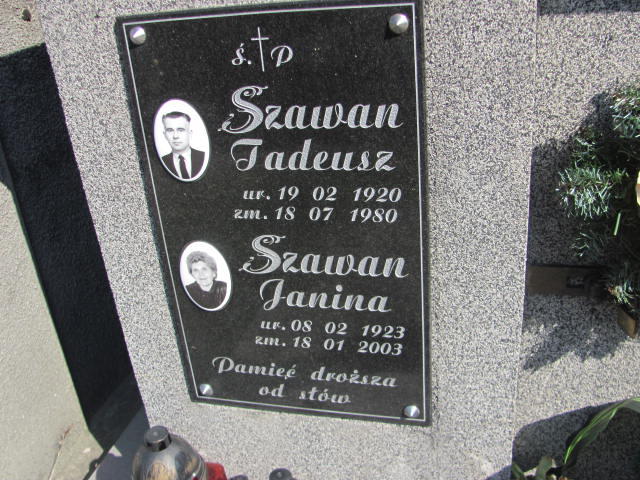 Ś. P
Szawan
Tadeusz
ur. 19 02 1920
zm. 18 07 1980
Szawan
Janina
ur. 08 02 1923
zm. 18 01 2003
Pamięć droższa
od słów